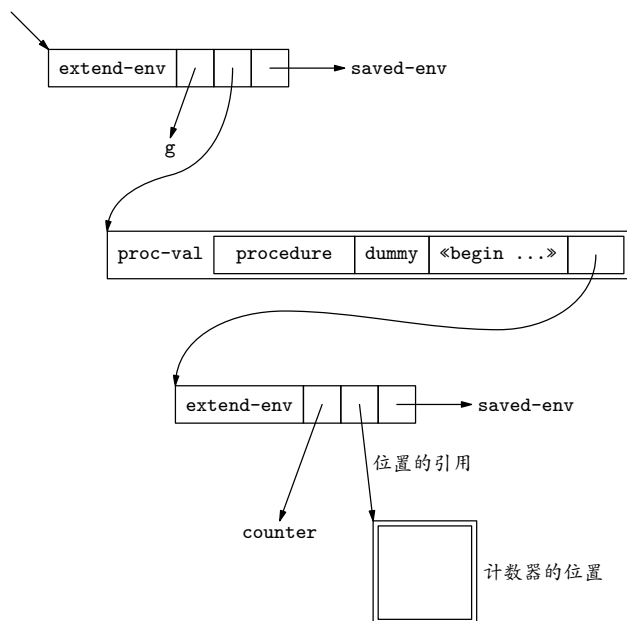 extend-env saved-env
g
proc-val procedure dummy «begin ...»
extend-env saved-env
位置的引用
counter
计数器的位置